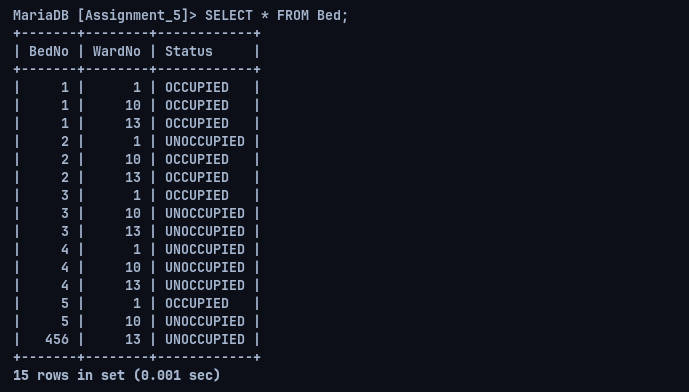 MariaDB [Assignment_5]> SELECT * FROM Bed;
+-------+--------+------------+
| BedNo | WardNo | Status     |
+-------+--------+------------+
|     1 |      1 | OCCUPIED   |
|     1 |     10 | OCCUPIED   |
|     1 |     13 | OCCUPIED   |
|     2 |      1 | UNOCCUPIED |
|     2 |     10 | OCCUPIED   |
|     2 |     13 | OCCUPIED   |
|     3 |      1 | OCCUPIED   |
|     3 |     10 | UNOCCUPIED |
|     3 |     13 | UNOCCUPIED |
|     4 |      1 | UNOCCUPIED |
|     4 |     10 | UNOCCUPIED |
|     4 |     13 | UNOCCUPIED |
|     5 |      1 | OCCUPIED   |
|     5 |     10 | UNOCCUPIED |
|   456 |     13 | UNOCCUPIED |
+-------+--------+------------+
15 rows in set (0.001 sec)